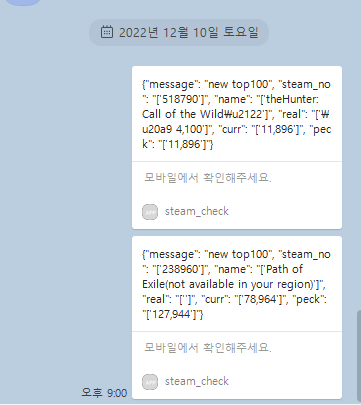 2022년 12월 10일 토요일
{"message": "new top100", "steam_no
": "['518790']", "name": "['theHunter:
Call of the Wild₩u2122']", "real": "['₩
u20a9 4,100']", "curr": "['11,896']", "pec
k": "['11,896']"}
모바일에서 확인해주세요.
steam_check
{"message": "new top100", "steam_no
": "['238960']", "name": "['Path of
Exile(not available in your region)']",
"real": "['']", "curr": "['78,964']", "peck":
"['127,944']"}
모바일에서 확인해주세요.
steam_check
오후 9:00